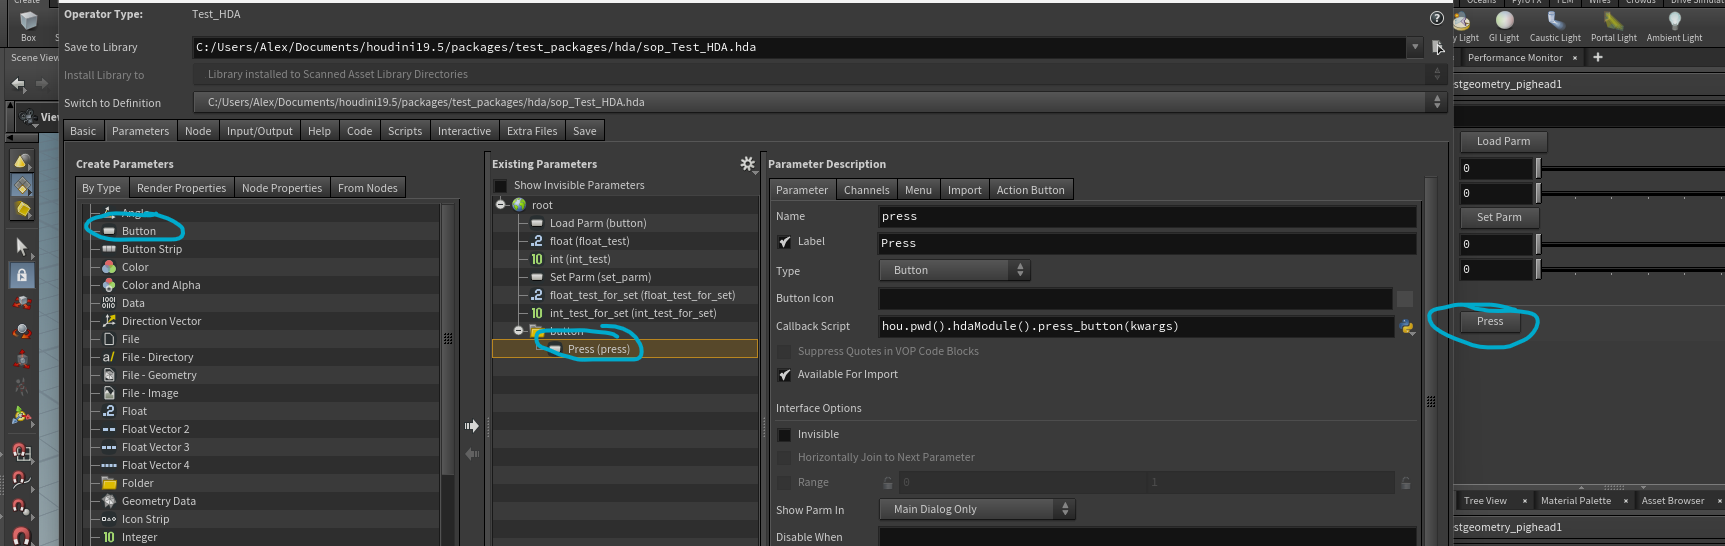 Create
Oceans PyroFX FEM Wires Crowds Drive Simulation
Operator Type: Test_HDA
Box
Save to Library C:/Users/Alex/Documents/houdini19.5/packages/test_packages/hda/sop_Test_HDA.hda
y Light GI Light Caustic Light Portal Light Ambient Light
Scene View
Performance Monitor × +
Install Library to Library installed to Scanned Asset Library Directories
stgeometry_pighead1
Switch to Definition C:/Users/Alex/Documents/houdini19.5/packages/test_packages/hda/sop_Test_HDA.hda
View
Basic Parameters Node Input/Output Help Code Scripts Interactive Extra Files Save
Create Parameters
By Type Render Properties Node Properties From Nodes
Angle
Button
Button Strip
Color
Color and Alpha
Data
Direction Vector
File
File - Directory
File - Geometry
File - Image
Float
Float Vector 2
Float Vector 3
Float Vector 4
Folder
Geometry Data
Icon Strip
Integer
Existing Parameters
Show Invisible Parameters
root
Load Parm (button)
float (float_test)
int (int_test)
Set Parm (set_parm)
float_test_for_set (float_test_for_set)
int_test_for_set (int_test_for_set)
button
Press (press)
Parameter Description
Parameter Channels Menu Import Action Button
Name press
Label Press
Type Button
Button Icon
Callback Script hou.pwd().hdaModule().press_button(kwargs)
Suppress Quotes in VOP Code Blocks
Available For Import
Interface Options
Invisible
Horizontally Join to Next Parameter
Range 0 1
Show Parm In Main Dialog Only
Disable When
Load Parm
0
0
Set Parm
0
0
Press
Tree View × Material Palette × Asset Browser ×
stgeometry_pighead1